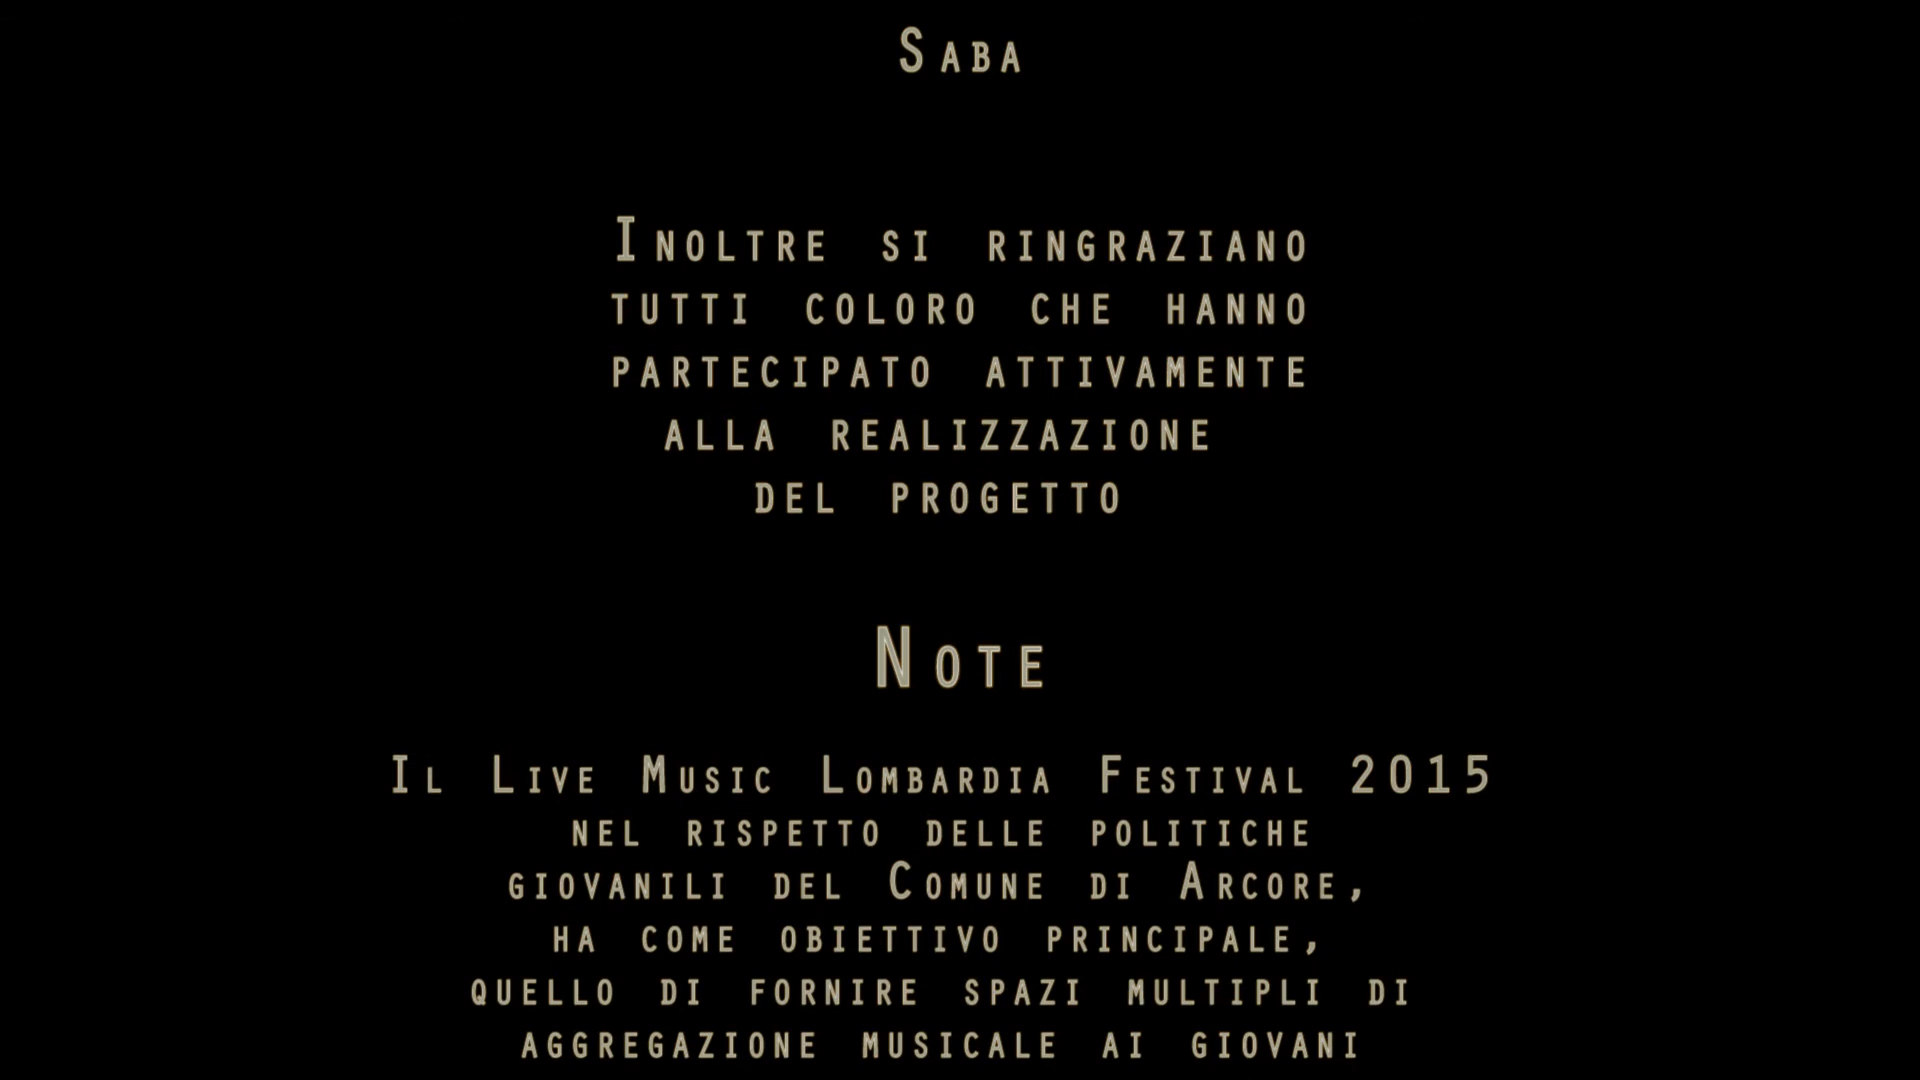 Saba
Inoltre si ringraziano
tutti coloro che hanno
partecipato attivamente
alla realizzazione
del progetto
Note
Il Live Music Lombardia Festival 2015
nel rispetto delle politiche
giovanili del Comune di Arcore,
ha come obiettivo principale,
quello di fornire spazi multipli di
aggregazione musicale ai giovani